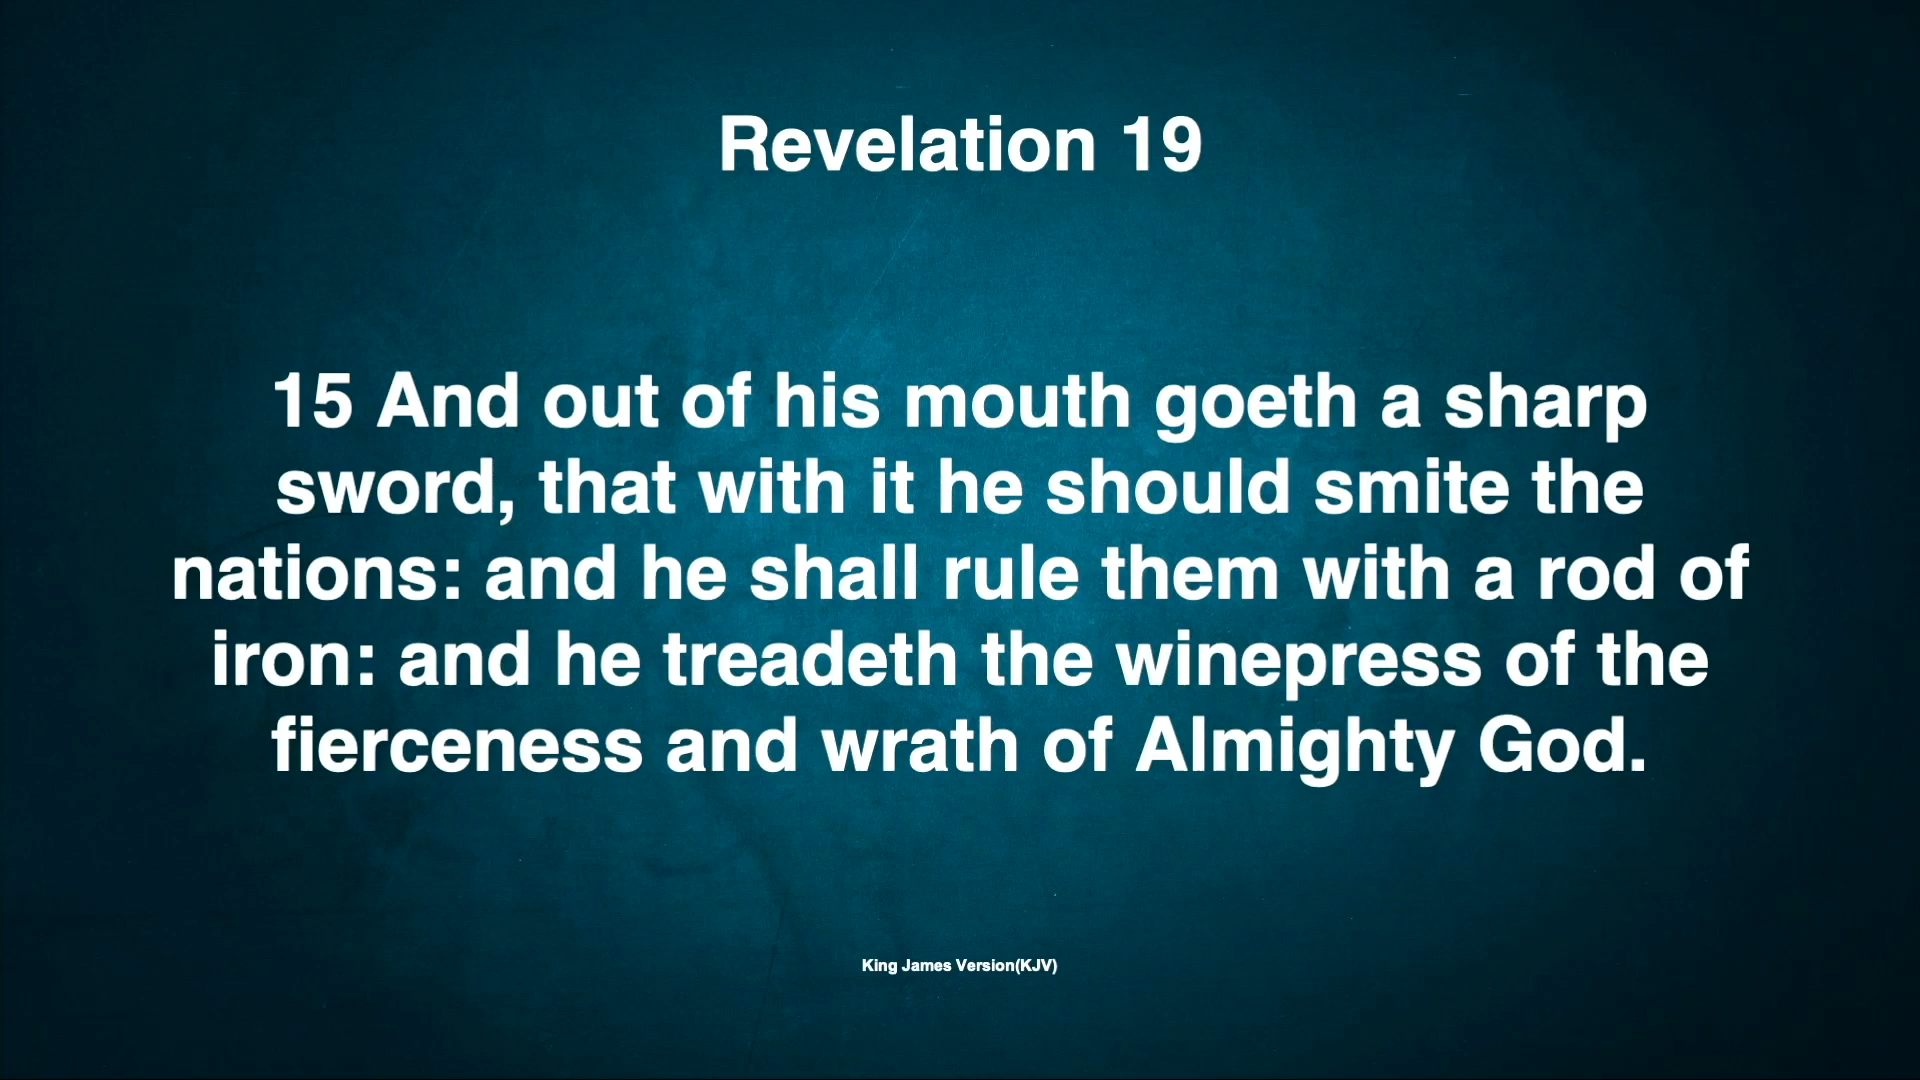 Revelation 19
15 And out of his mouth goeth a sharp
sword, that with it he should smite the
nations: and he shall rule them with a rod of
iron: and he treadeth the winepress of the
fierceness and wrath of Almighty God.
King James Version(KJV)